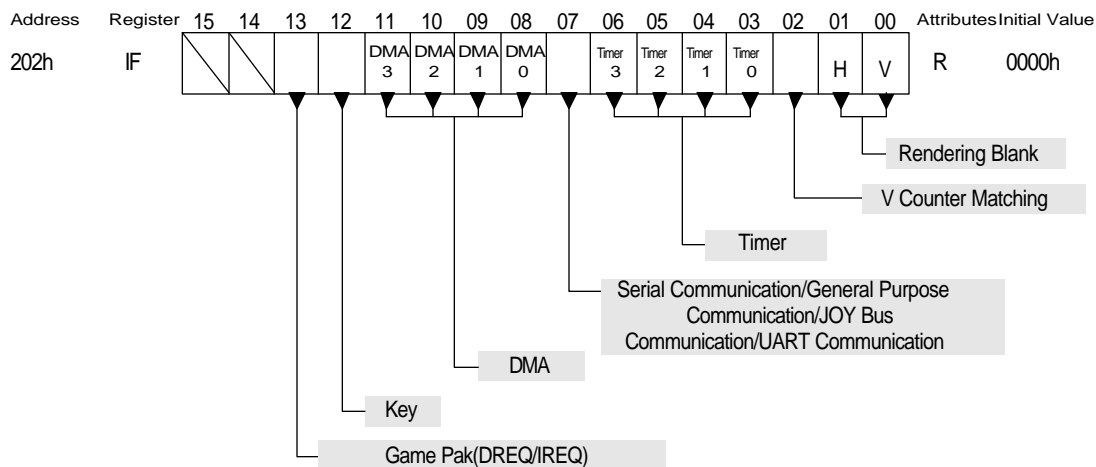 Address Register 15 14 13 12 11 10 09 08 07 06 05 04 03 02 01 00 Attributes Initial Value
202h IF DMA 3 DMA 2 DMA 1 DMA 0 Timer 3 Timer 2 Timer 1 Timer 0 H V R 0000h
Rendering Blank
V Counter Matching
Timer
Serial Communication/General Purpose
Communication/JOY Bus
Communication/UART Communication
DMA
Key
Game Pak(DREQ/IREQ)